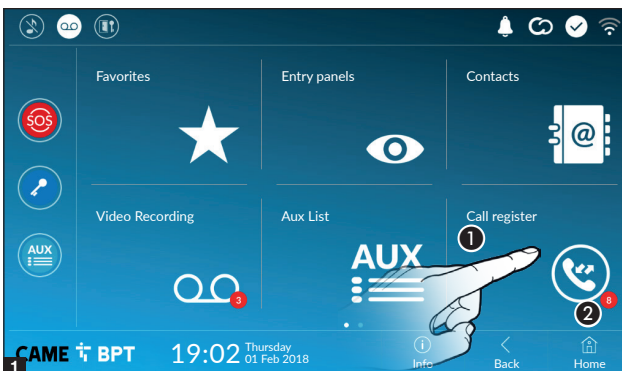 Favorites
Entry panels
Contacts
SOS
@
Video Recording
Aux List
Call register
1
AUX
AUX
3
8
2
CAME BPT
19:02
Thursday
01 Feb 2018
i
Info
Back
Home
1